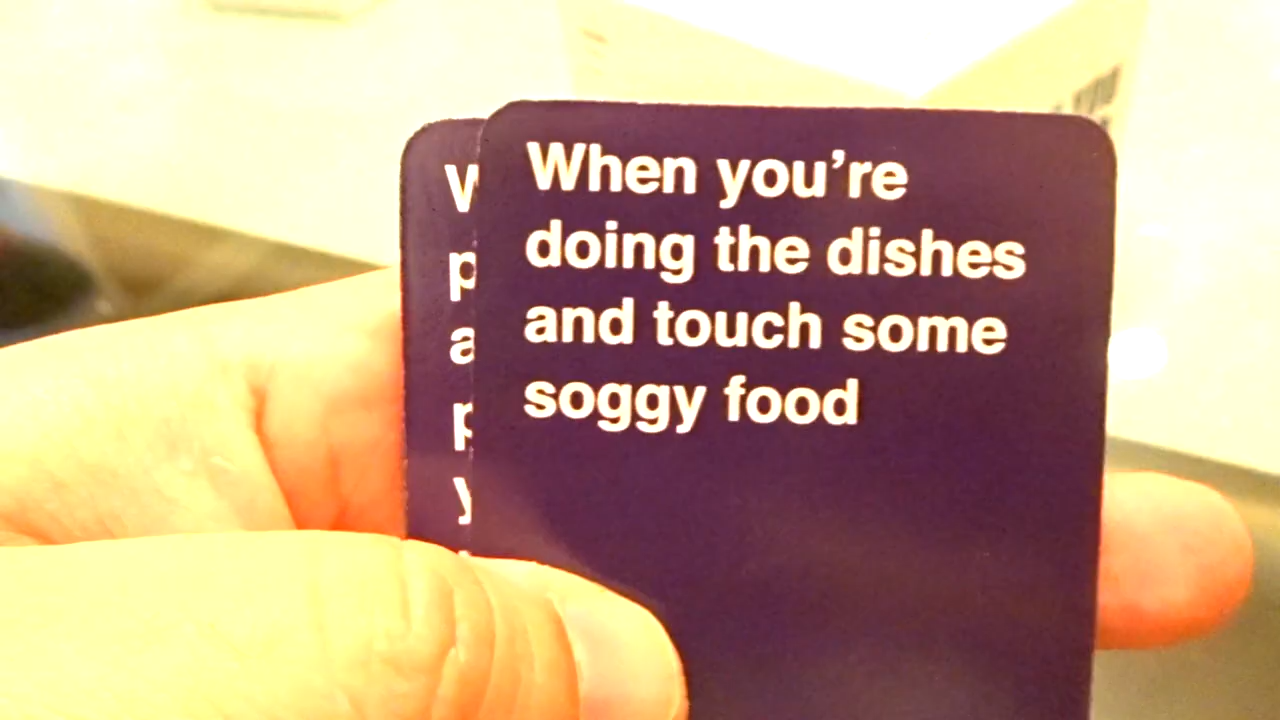 When you're
doing the dishes
and touch some
soggy food